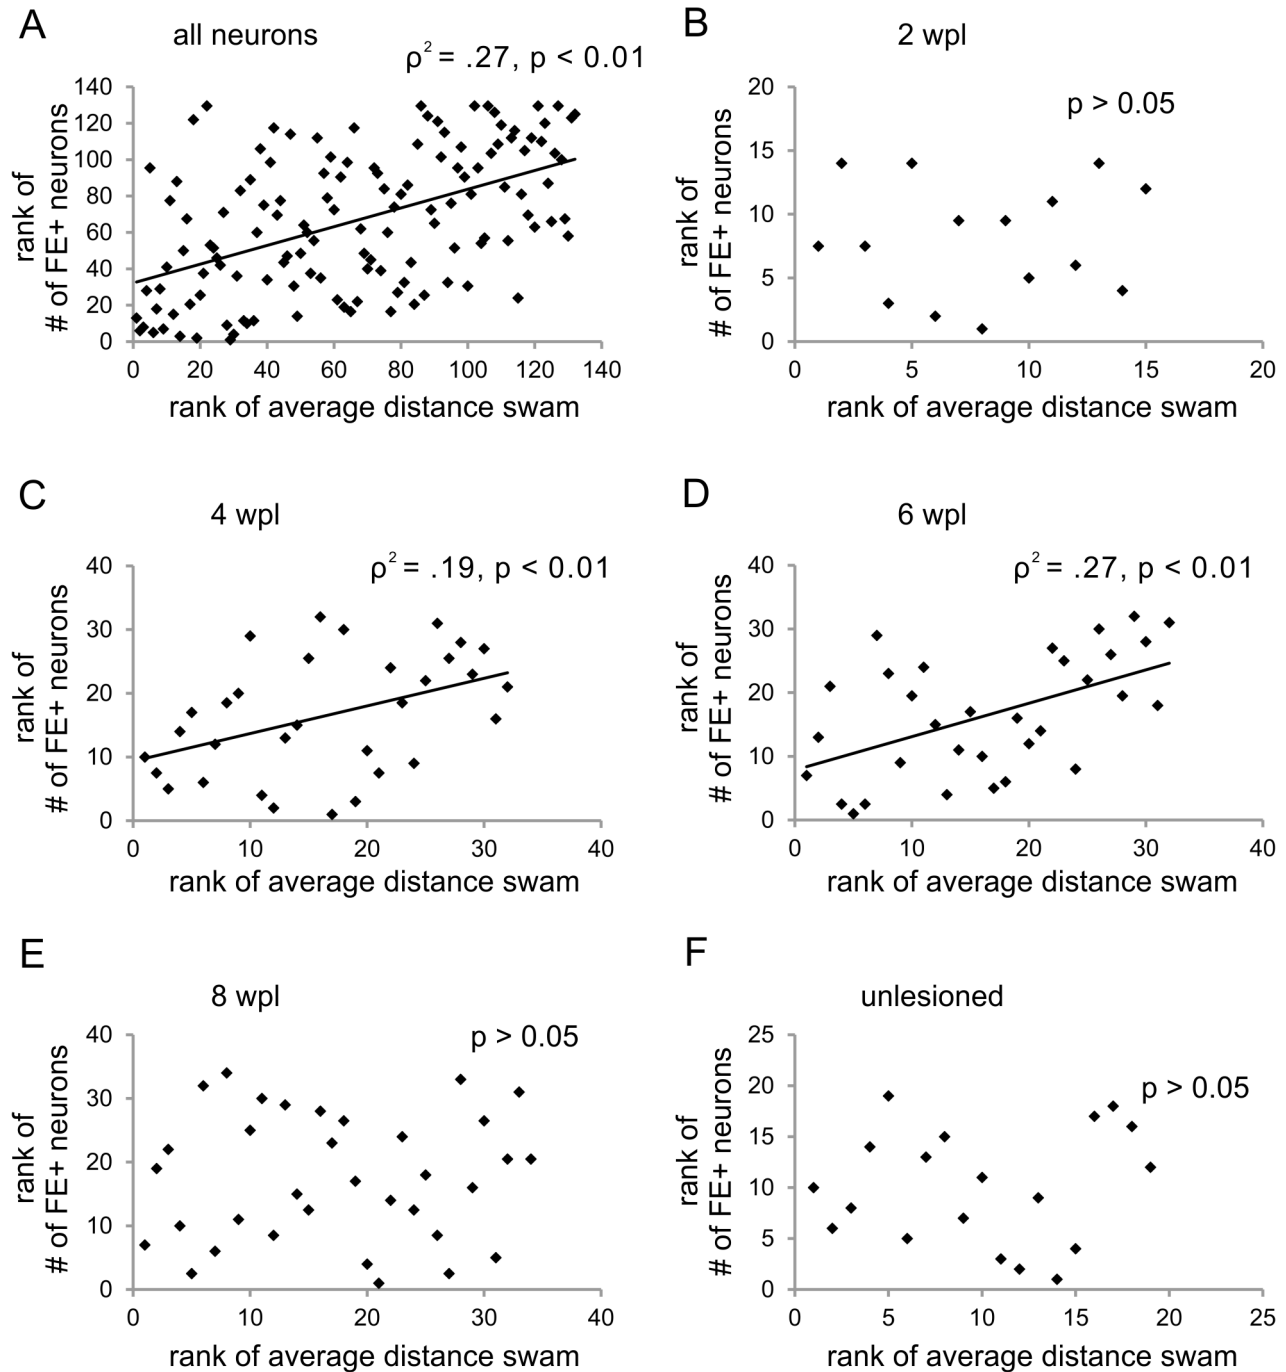 A
all neurons
ρ² = .27, p < 0.01
rank of
# of FE+ neurons
140
120
100
80
60
40
20
0
0 20 40 60 80 100 120 140
rank of average distance swam
B
2 wpl
p > 0.05
rank of
# of FE+ neurons
20
15
10
5
0
0 5 10 15 20
rank of average distance swam
C
4 wpl
ρ² = .19, p < 0.01
rank of
# of FE+ neurons
40
30
20
10
0
0 10 20 30 40
rank of average distance swam
D
6 wpl
ρ² = .27, p < 0.01
rank of
# of FE+ neurons
40
30
20
10
0
0 10 20 30 40
rank of average distance swam
E
8 wpl
p > 0.05
rank of
# of FE+ neurons
40
30
20
10
0
0 10 20 30 40
rank of average distance swam
F
unlesioned
p > 0.05
rank of
# of FE+ neurons
25
20
15
10
5
0
0 5 10 15 20 25
rank of average distance swam